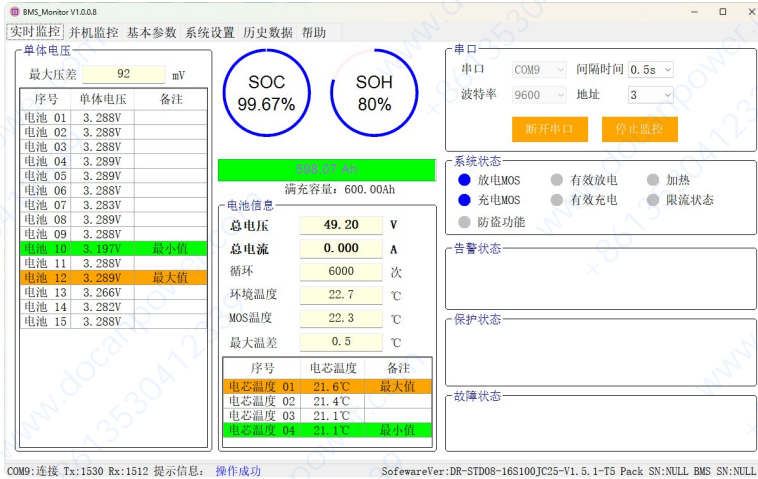 BMS_Monitor V1.0.0.8
实时监控 并机监控 基本参数 系统设置 历史数据 帮助
单体电压
最大压差 92 mV
序号 单体电压 备注
电池 01 3.288V
电池 02 3.288V
电池 03 3.288V
电池 04 3.289V
电池 05 3.289V
电池 06 3.288V
电池 07 3.283V
电池 08 3.289V
电池 09 3.288V
电池 10 3.197V 最小值
电池 11 3.288V
电池 12 3.289V 最大值
电池 13 3.266V
电池 14 3.282V
电池 15 3.288V
SOC
99.67%
SOH
80%
598.07 Ah
满充容量: 600.00Ah
电池信息
总电压 49.20 V
总电流 0.000 A
循环 6000 次
环境温度 22.7 ℃
MOS温度 22.3 ℃
最大温差 0.5 ℃
序号 电芯温度 备注
电芯温度 01 21.6℃ 最大值
电芯温度 02 21.4℃
电芯温度 03 21.1℃
电芯温度 04 21.1℃ 最小值
串口
串口 COM9 间隔时间 0.5s
波特率 9600 地址 3
断开串口 停止监控
系统状态
放电MOS 有效放电 加热
充电MOS 有效充电 限流状态
防盗功能
告警状态
保护状态
故障状态
COM9:连接 Tx:1530 Rx:1512 提示信息: 操作成功 SofewareVer:DR-STD08-16S100JC25-V1.5.1-T5 Pack SN:NULL BMS SN:NULL